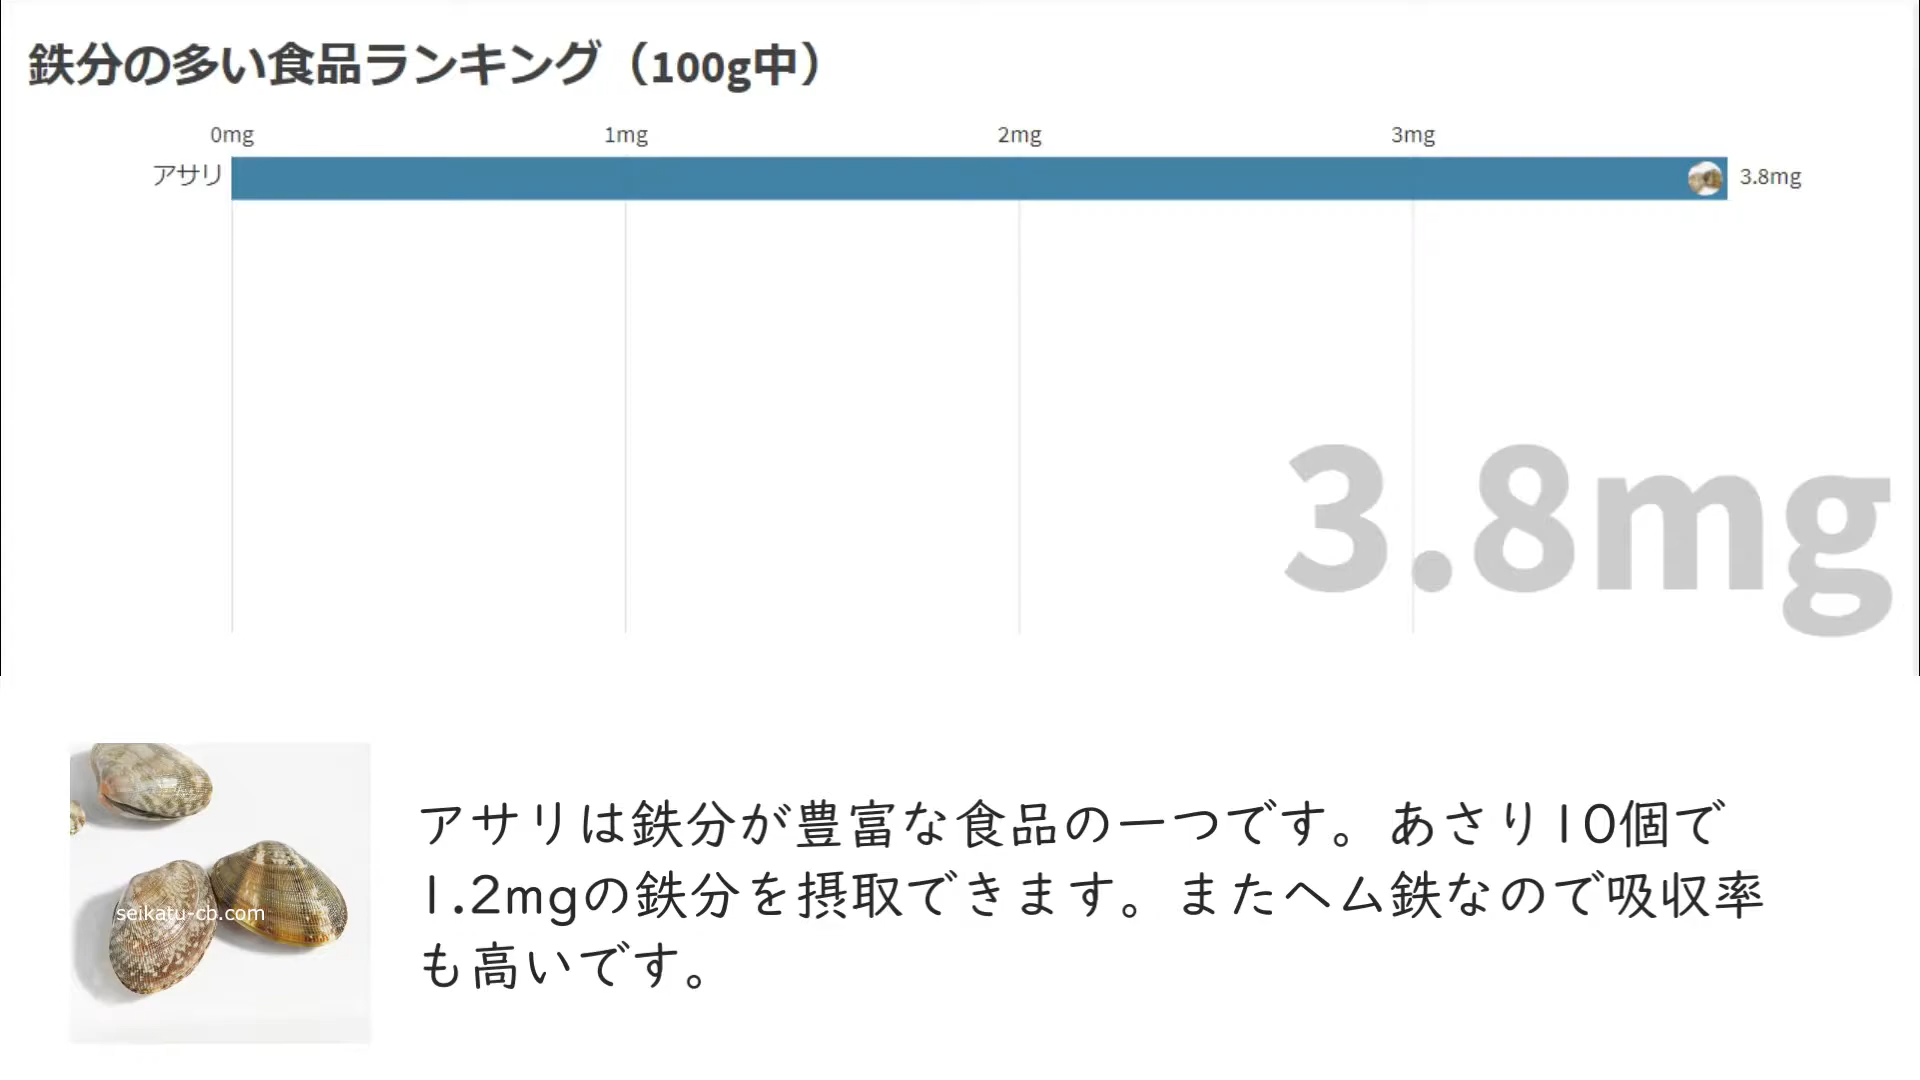 鉄分の多い食品ランキング（100g中）
0mg 1mg 2mg 3mg
アサリ 3.8mg
3.8mg
アサリは鉄分が豊富な食品の一つです。あさり10個で
1.2mgの鉄分を摂取できます。またヘム鉄なので吸収率
も高いです。
seikatu-cb.com